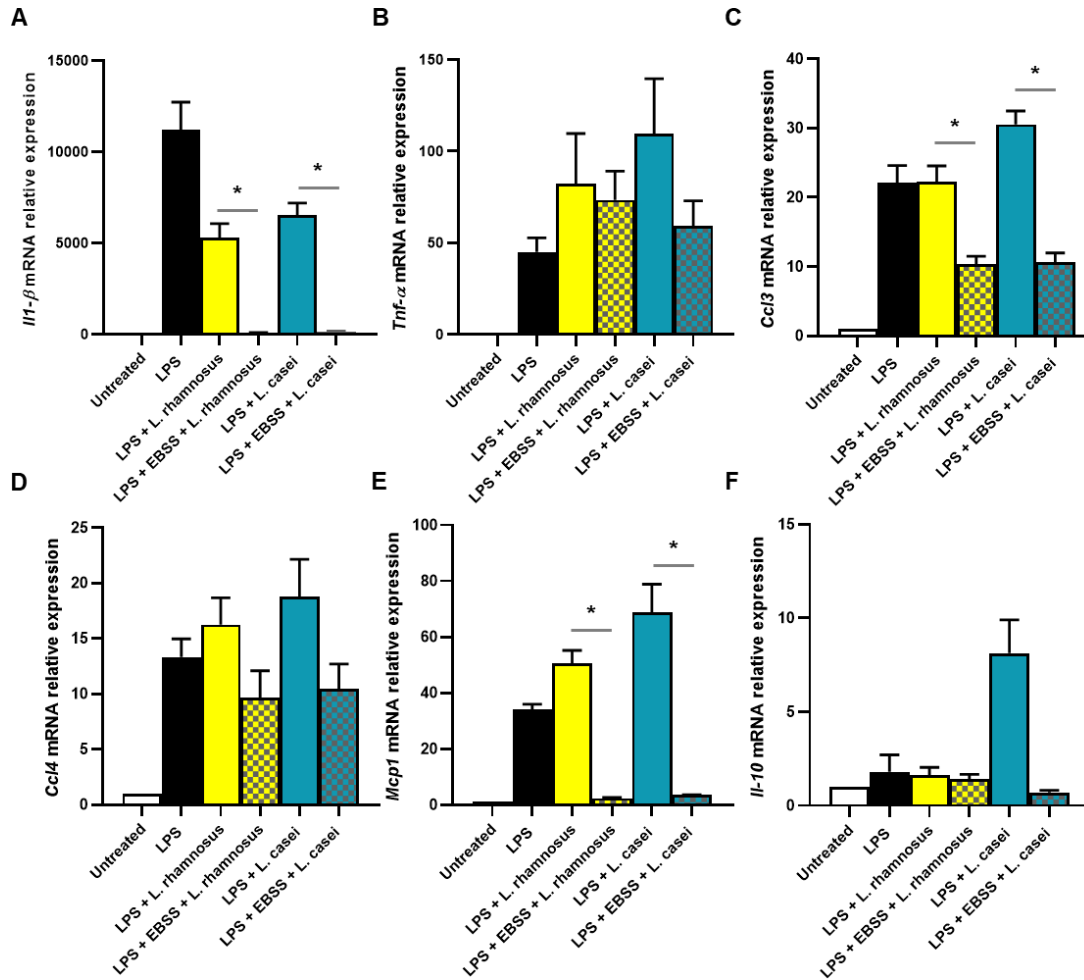 A
Il1-β mRNA relative expression
15000
10000
5000
0
*
*
Untreated
LPS
LPS + L. rhamnosus
LPS + EBSS + L. rhamnosus
LPS + L. casei
LPS + EBSS + L. casei
B
Tnf-α mRNA relative expression
150
100
50
0
Untreated
LPS
LPS + L. rhamnosus
LPS + EBSS + L. rhamnosus
LPS + L. casei
LPS + EBSS + L. casei
C
Ccl3 mRNA relative expression
40
30
20
10
0
*
*
Untreated
LPS
LPS + L. rhamnosus
LPS + EBSS + L. rhamnosus
LPS + L. casei
LPS + EBSS + L. casei
D
Ccl4 mRNA relative expression
25
20
15
10
5
0
Untreated
LPS
LPS + L. rhamnosus
LPS + EBSS + L. rhamnosus
LPS + L. casei
LPS + EBSS + L. casei
E
Mcp1 mRNA relative expression
100
80
60
40
20
0
*
*
Untreated
LPS
LPS + L. rhamnosus
LPS + EBSS + L. rhamnosus
LPS + L. casei
LPS + EBSS + L. casei
F
Il-10 mRNA relative expression
15
10
5
0
Untreated
LPS
LPS + L. rhamnosus
LPS + EBSS + L. rhamnosus
LPS + L. casei
LPS + EBSS + L. casei